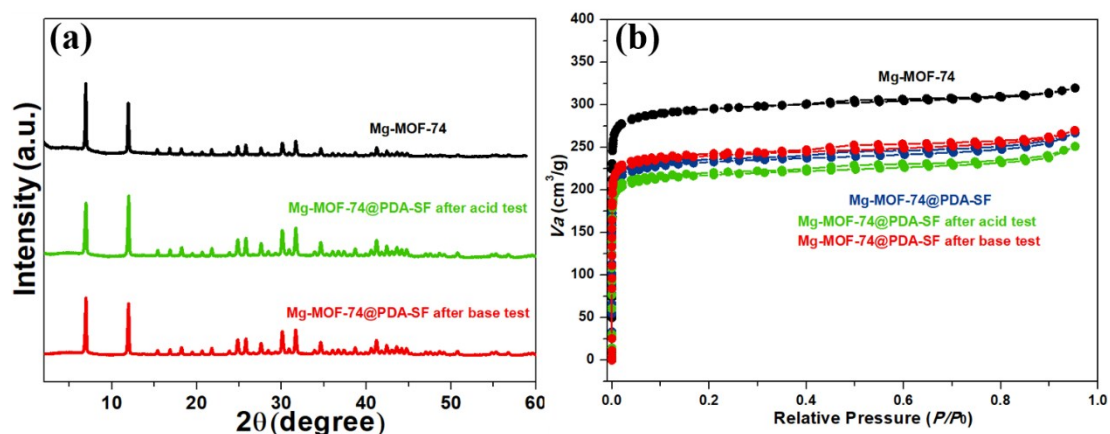 (a)
Intensity (a.u.)
Mg-MOF-74
Mg-MOF-74@PDA-SF after acid test
Mg-MOF-74@PDA-SF after base test
10 20 30 40 50 60
2θ(degree)
(b)
Va (cm³/g)
400
350
300
250
200
150
100
50
0
Mg-MOF-74
Mg-MOF-74@PDA-SF
Mg-MOF-74@PDA-SF after acid test
Mg-MOF-74@PDA-SF after base test
0.0 0.2 0.4 0.6 0.8 1.0
Relative Pressure (P/P₀)